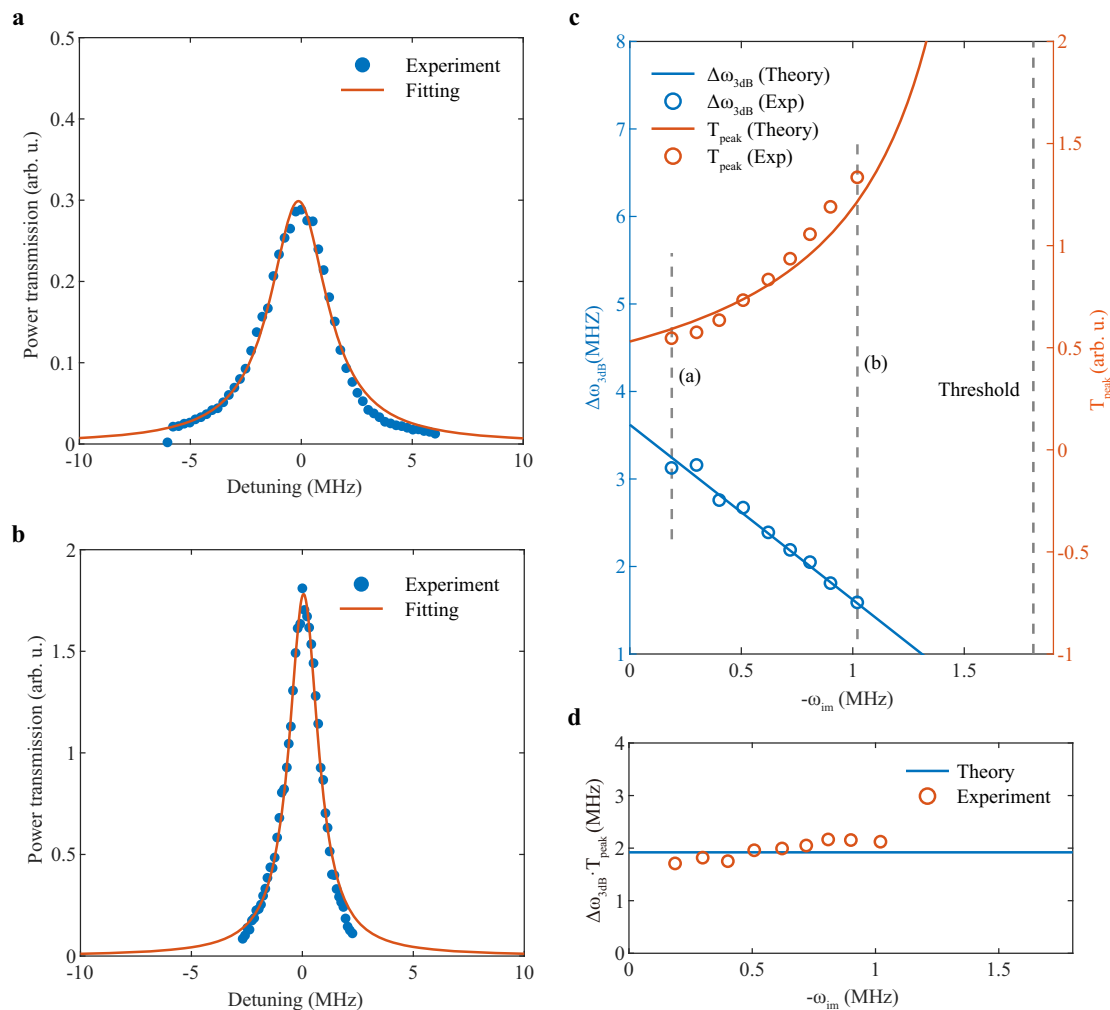 a
0.5
0.4
0.3
0.2
0.1
0
-10
-5
0
5
10
Power transmission (arb. u.)
Detuning (MHz)
Experiment
Fitting
b
2
1.5
1
0.5
0
-10
-5
0
5
10
Power transmission (arb. u.)
Detuning (MHz)
Experiment
Fitting
c
8
7
6
5
4
3
2
1
Δω3dB(MHZ)
Δω3dB (Theory)
Δω3dB (Exp)
Tpeak (Theory)
Tpeak (Exp)
(a)
(b)
Threshold
2
1.5
1
0.5
0
-0.5
-1
Tpeak (arb. u.)
0
0.5
1
1.5
-ωim (MHz)
d
4
3
2
1
0
Δω3dB·Tpeak (MHz)
Theory
Experiment
0
0.5
1
1.5
-ωim (MHz)